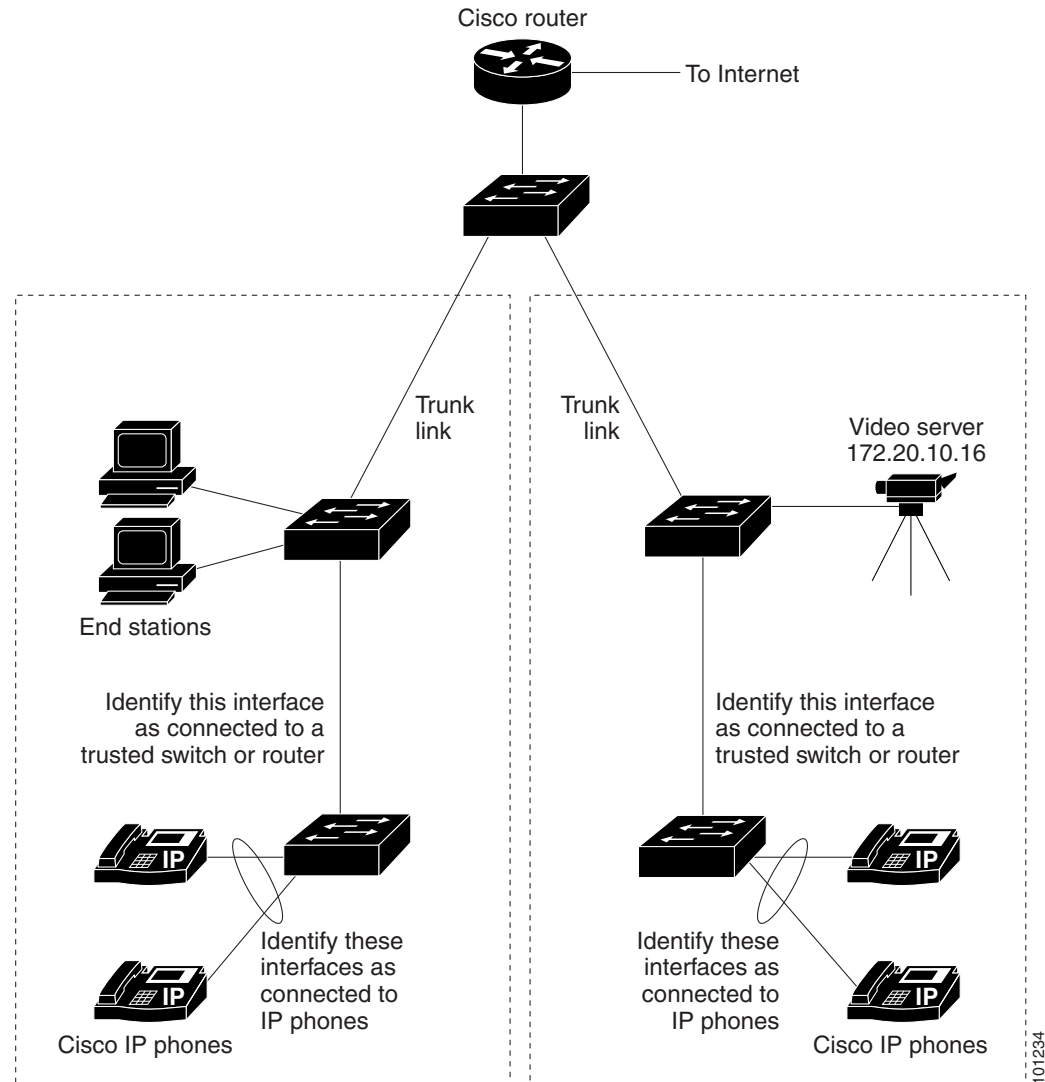 Cisco router
To Internet
Trunk
link
Trunk
link
Video server
172.20.10.16
End stations
Identify this interface
as connected to a
trusted switch or router
Identify this interface
as connected to a
trusted switch or router
IP
IP
Identify these
interfaces as
connected to
IP phones
Identify these
interfaces as
connected to
IP phones
IP
IP
Cisco IP phones
Cisco IP phones
101234